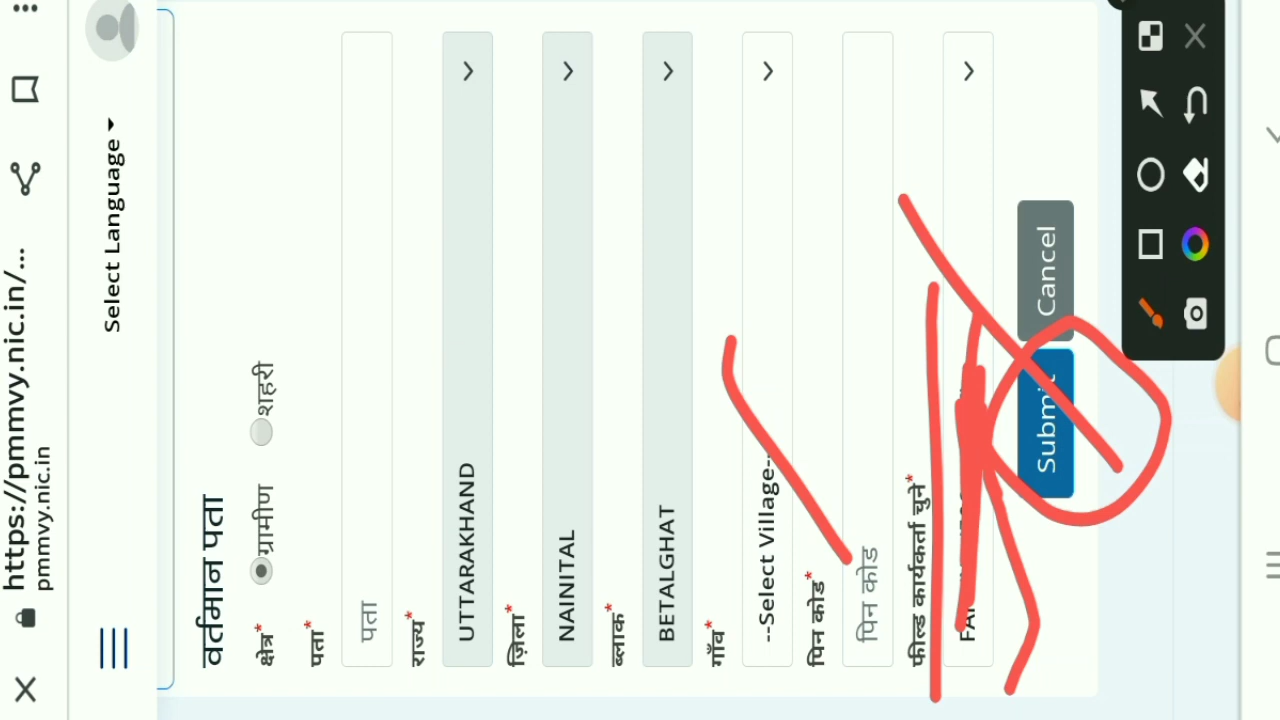 https://pmmvy.nic.in/...
pmmvy.nic.in
Select Language
वर्तमान पता
क्षेत्र* ग्रामीण शहरी
पता*
पता
राज्य*
UTTARAKHAND
ज़िला*
NAINITAL
ब्लाक*
BETALGHAT
गाँव*
--Select Village--
पिन कोड*
पिन कोड
फील्ड कार्यकर्ता चुने*
Submit Cancel